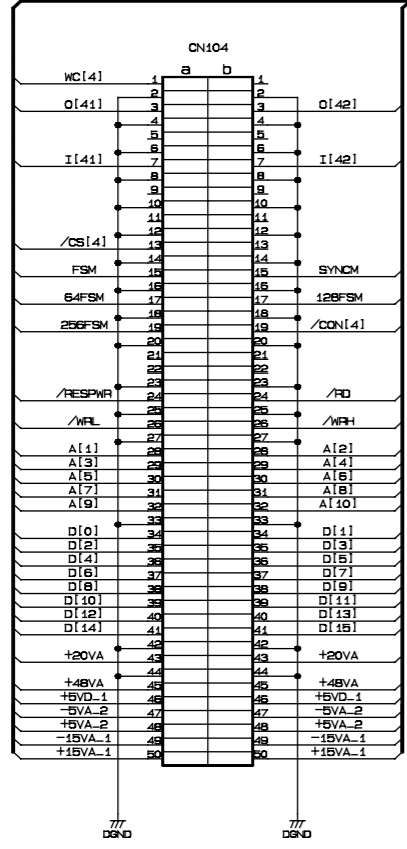 CN104
a b
WC[4] 1 1
2 2
O[41] 3 3 O[42]
4 4
5 5
6 6
I[41] 7 7 I[42]
8 8
9 9
10 10
11 11
12 12
/CS[4] 13 13
14 14
FSM 15 15 SYNCM
16 16
64FSM 17 17 128FSM
18 18
256FSM 19 19 /CON[4]
20 20
21 21
22 22
23 23
/RESPWR 24 24 /RD
25 25
/WRL 26 26 /WRH
27 27
A[1] 28 28 A[2]
A[3] 29 29 A[4]
A[5] 30 30 A[6]
A[7] 31 31 A[8]
A[9] 32 32 A[10]
33 33
D[0] 34 34 D[1]
D[2] 35 35 D[3]
D[4] 36 36 D[5]
D[6] 37 37 D[7]
D[8] 38 38 D[9]
D[10] 39 39 D[11]
D[12] 40 40 D[13]
D[14] 41 41 D[15]
42 42
+20VA 43 43 +20VA
44 44
+48VA 45 45 +48VA
+5VD_1 46 46 +5VD_1
-5VA_2 47 47 -5VA_2
+5VA_2 48 48 +5VA_2
-15VA_1 49 49 -15VA_1
+15VA_1 50 50 +15VA_1
DGND DGND